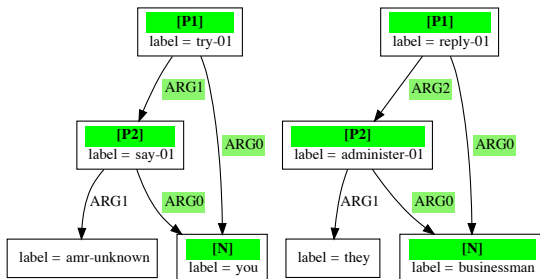 [P1]
label = try-01
ARG1
[P2]
label = say-01
ARG0
ARG1
ARG0
label = amr-unknown
[N]
label = you
[P1]
label = reply-01
ARG2
[P2]
label = administer-01
ARG0
ARG1
ARG0
label = they
[N]
label = businessman